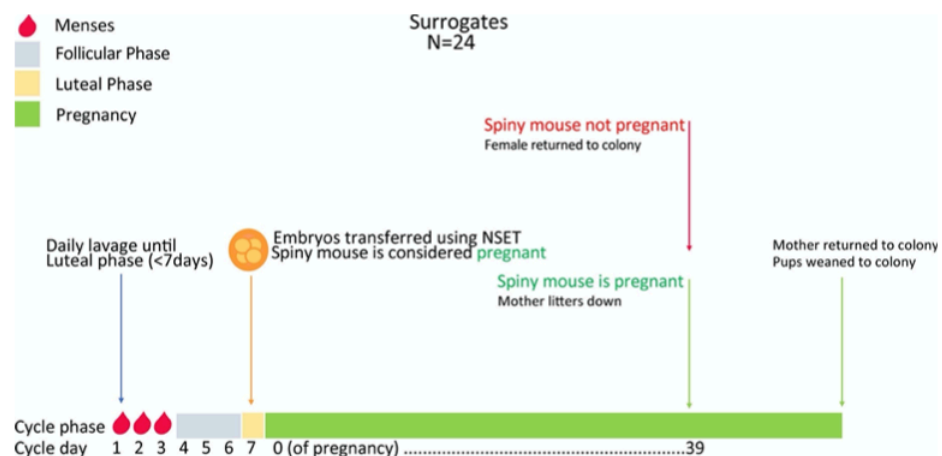 Surrogates
N=24
Menses
Follicular Phase
Luteal Phase
Pregnancy
Spiny mouse not pregnant
Female returned to colony
Daily lavage until
Luteal phase (<7days)
Embryos transferred using NSET
Spiny mouse is considered pregnant
Mother returned to colony
Pups weaned to colony
Spiny mouse is pregnant
Mother litters down
Cycle phase
Cycle day 1 2 3 4 5 6 7 0 (of pregnancy) ................................................39